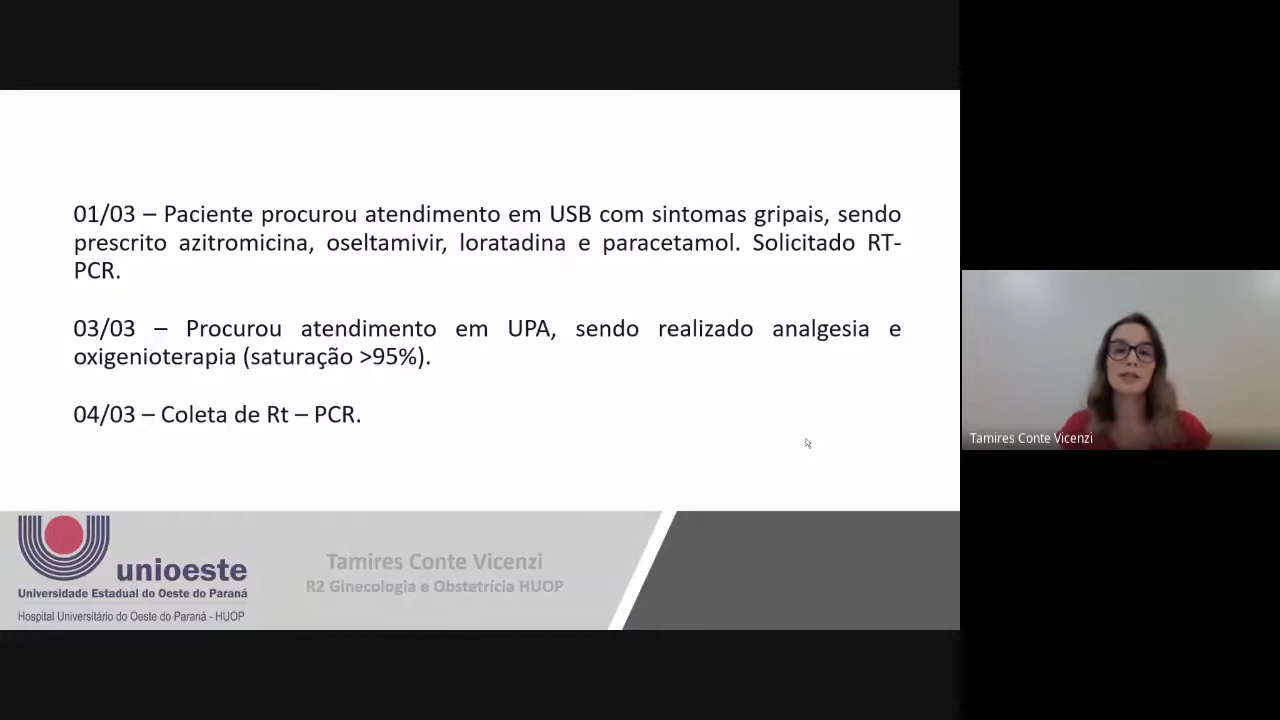 01/03 – Paciente procurou atendimento em USB com sintomas gripais, sendo
prescrito azitromicina, oseltamivir, loratadina e paracetamol. Solicitado RT-
PCR.
03/03 – Procurou atendimento em UPA, sendo realizado analgesia e
oxigenioterapia (saturação >95%).
04/03 – Coleta de Rt – PCR.
Tamires Conte Vicenzi
unioeste
Universidade Estadual do Oeste do Paraná
Hospital Universitário do Oeste do Paraná - HUOP
Tamires Conte Vicenzi
R2 Ginecologia e Obstetrícia HUOP